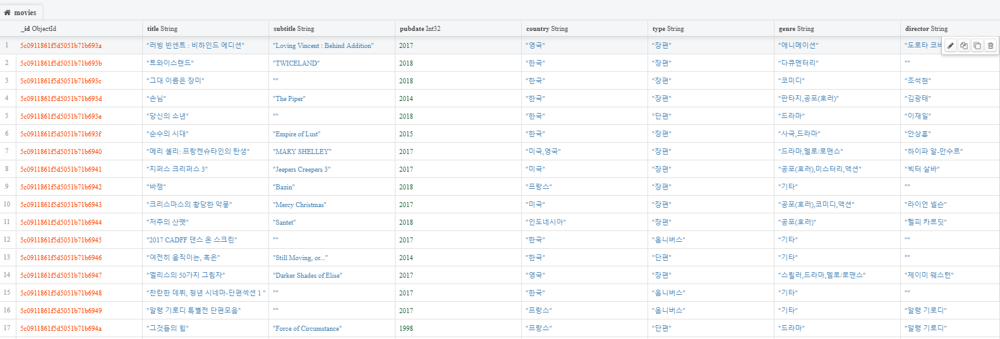 movies
_id ObjectId title String subtitle String pubdate Int32 country String type String genre String director String
1 5c0911861f5d5051b71b693a "러빙 빈센트 : 비하인드 에디션" "Loving Vincent : Behind Addition" 2017 "영국" "장편" "애니메이션" "도로타 코비
2 5c0911861f5d5051b71b693b "트와이스랜드" "TWICELAND" 2018 "한국" "장편" "다큐멘터리" ""
3 5c0911861f5d5051b71b693c "그대 이름은 장미" "" 2018 "한국" "장편" "코미디" "조석현"
4 5c0911861f5d5051b71b693d "손님" "The Piper" 2014 "한국" "장편" "판타지,공포(호러)" "김광태"
5 5c0911861f5d5051b71b693e "당신의 소년" "" 2018 "한국" "단편" "드라마" "이재일"
6 5c0911861f5d5051b71b693f "순수의 시대" "Empire of Lust" 2015 "한국" "장편" "사극,드라마" "안상훈"
7 5c0911861f5d5051b71b6940 "메리 셸리: 프랑켄슈타인의 탄생" "MARY SHELLEY" 2017 "미국,영국" "장편" "드라마,멜로/로맨스" "하이파 알-만수르"
8 5c0911861f5d5051b71b6941 "지퍼스 크리퍼스 3" "Jeepers Creepers 3" 2017 "미국" "장편" "공포(호러),미스터리,액션" "빅터 살바"
9 5c0911861f5d5051b71b6942 "바쟁" "Bazin" 2018 "프랑스" "장편" "기타" ""
10 5c0911861f5d5051b71b6943 "크리스마스의 황당한 악몽" "Mercy Christmas" 2017 "미국" "장편" "공포(호러),코미디,액션" "라이언 넬슨"
11 5c0911861f5d5051b71b6944 "저주의 산뗏" "Santet" 2018 "인도네시아" "장편" "공포(호러)" "헬피 카르딧"
12 5c0911861f5d5051b71b6945 "2017 CADFF 댄스 온 스크린" "" 2017 "한국" "옴니버스" "기타" ""
13 5c0911861f5d5051b71b6946 "여전히 움직이는, 혹은" "Still Moving, or..." 2014 "한국" "단편" "기타" ""
14 5c0911861f5d5051b71b6947 "엘리스의 50가지 그림자" "Darker Shades of Elise" 2017 "영국" "장편" "스릴러,드라마,멜로/로맨스" "제이미 웨스턴"
15 5c0911861f5d5051b71b6948 "찬란한 데뷔, 청년 시네마-단편섹션 1 " "" 2017 "한국" "옴니버스" "기타" ""
16 5c0911861f5d5051b71b6949 "알랭 기로디 특별전 단편모음" "" 2017 "프랑스" "옴니버스" "기타" "알랭 기로디"
17 5c0911861f5d5051b71b694a "그것들의 힘" "Force of Circumstance" 1998 "프랑스" "단편" "드라마" "알랭 기로디"